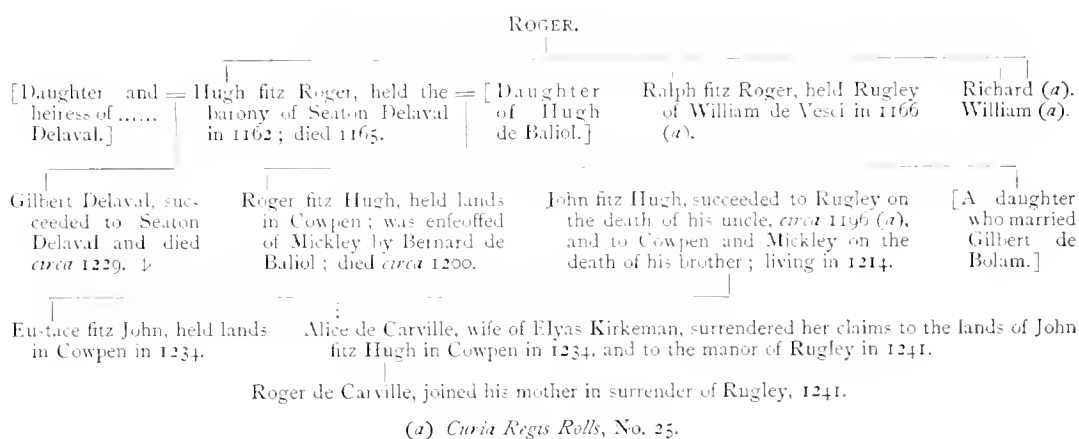 ROGER.
[Daughter and = Hugh fitz Roger, held the = [Daughter Ralph fitz Roger, held Rugley Richard (a).
heiress of ...... barony of Seaton Delaval of Hugh of William de Vesci in 1166 William (a).
Delaval.] in 1162; died 1165. de Baliol.] (a).
Gilbert Delaval, suc- Roger fitz Hugh, held lands John fitz Hugh, succeeded to Rugley on [A daughter
ceeded to Seaton in Cowpen; was enfeoffed the death of his uncle, circa 1196 (a), who married
Delaval and died of Mickley by Bernard de and to Cowpen and Mickley on the Gilbert de
circa 1229. ↓ Baliol; died circa 1200. death of his brother; living in 1214. Bolam.]
Eustace fitz John, held lands Alice de Carville, wife of Elyas Kirkeman, surrendered her claims to the lands of John
in Cowpen in 1234. fitz Hugh in Cowpen in 1234, and to the manor of Rugley in 1241.
Roger de Carville, joined his mother in surrender of Rugley, 1241.
(a) Curia Regis Rolls, No. 25.